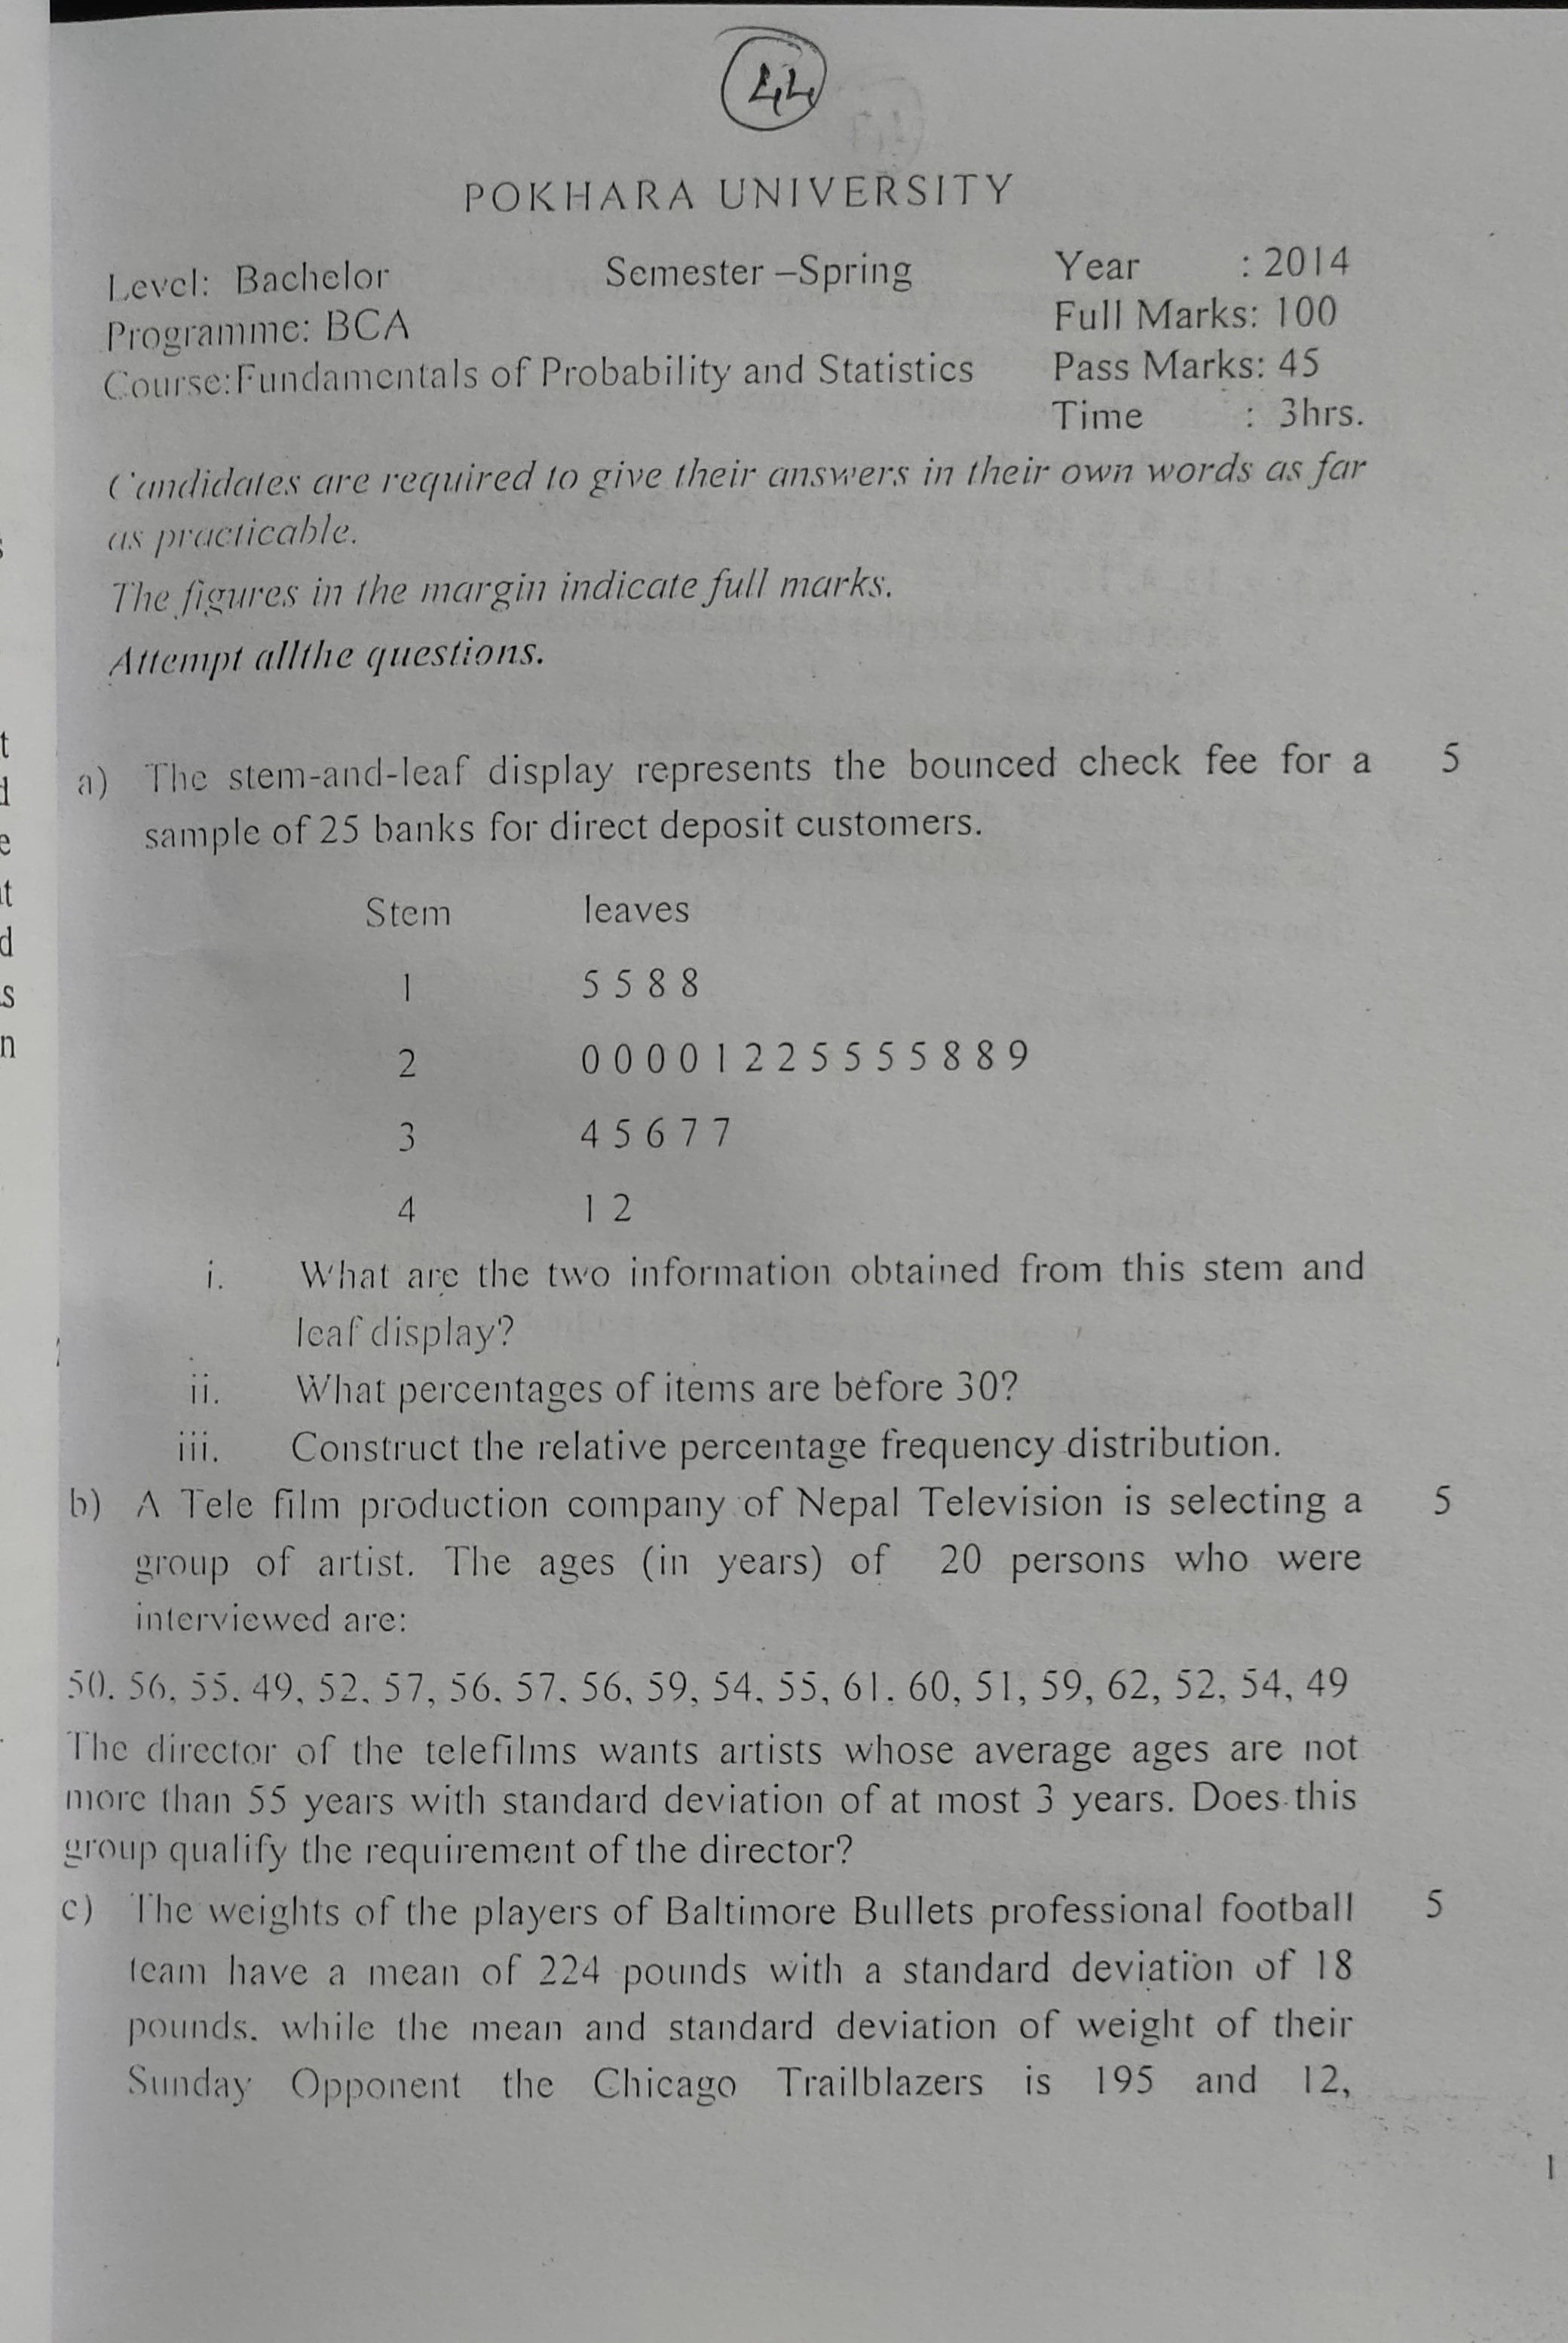 44
POKHARA UNIVERSITY
Level: Bachelor Semester –Spring Year : 2014
Programme: BCA Full Marks: 100
Course:Fundamentals of Probability and Statistics Pass Marks: 45
Time : 3hrs.
Candidates are required to give their answers in their own words as far
as practicable.
The figures in the margin indicate full marks.
Attempt allthe questions.
a) The stem-and-leaf display represents the bounced check fee for a 5
sample of 25 banks for direct deposit customers.
Stem leaves
1 5 5 8 8
2 0 0 0 0 1 2 2 5 5 5 5 8 8 9
3 4 5 6 7 7
4 1 2
i. What are the two information obtained from this stem and
leaf display?
ii. What percentages of items are before 30?
iii. Construct the relative percentage frequency distribution.
b) A Tele film production company of Nepal Television is selecting a 5
group of artist. The ages (in years) of 20 persons who were
interviewed are:
50, 56, 55, 49, 52, 57, 56, 57, 56, 59, 54, 55, 61, 60, 51, 59, 62, 52, 54, 49
The director of the telefilms wants artists whose average ages are not
more than 55 years with standard deviation of at most 3 years. Does this
group qualify the requirement of the director?
c) The weights of the players of Baltimore Bullets professional football 5
team have a mean of 224 pounds with a standard deviation of 18
pounds, while the mean and standard deviation of weight of their
Sunday Opponent the Chicago Trailblazers is 195 and 12,
1